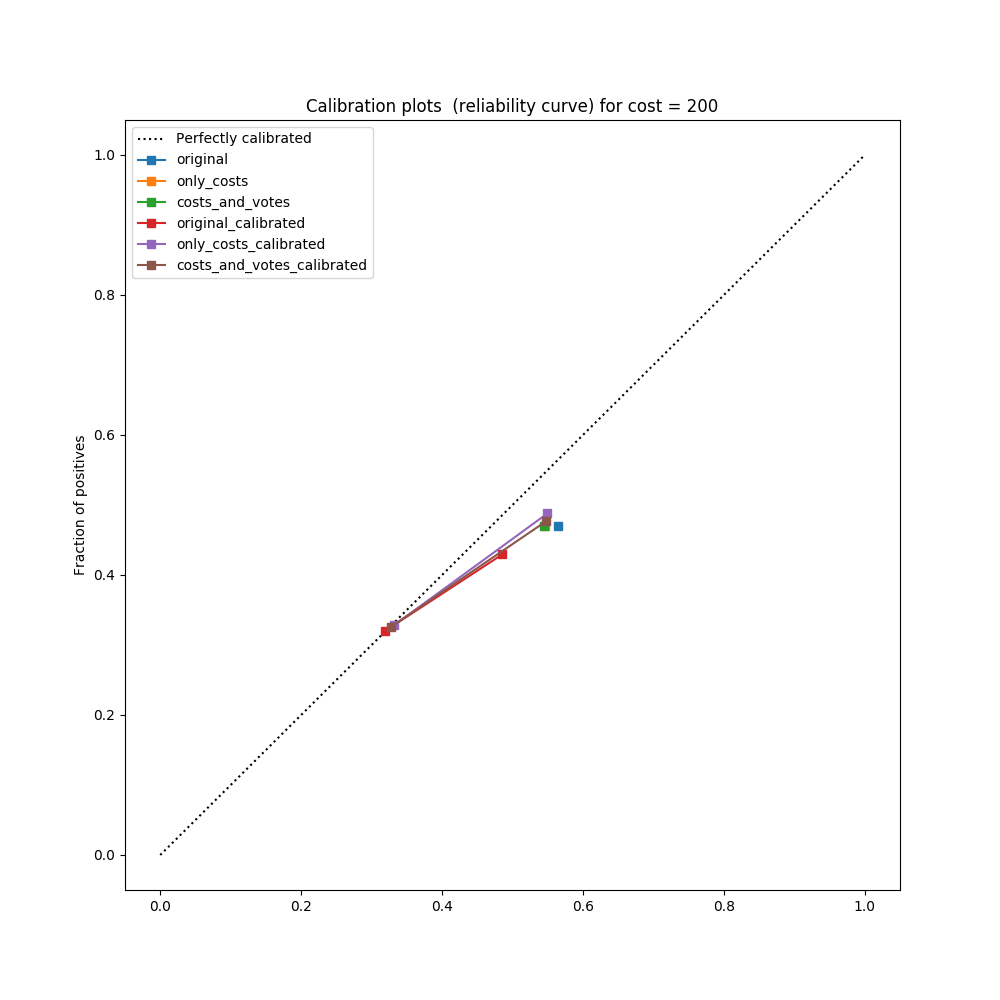 Calibration plots  (reliability curve) for cost = 200
Perfectly calibrated
original
only_costs
costs_and_votes
original_calibrated
only_costs_calibrated
costs_and_votes_calibrated
Fraction of positives
1.0
0.8
0.6
0.4
0.2
0.0
0.0 0.2 0.4 0.6 0.8 1.0